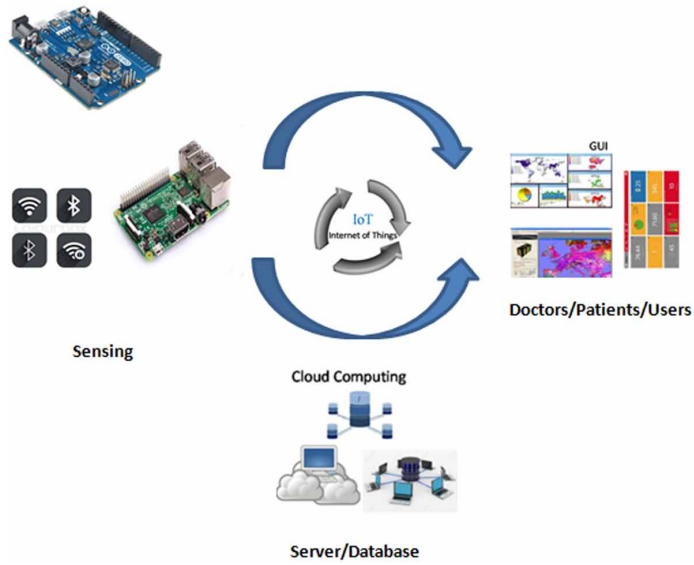 GUI
IoT
Internet of Things
Doctors/Patients/Users
Sensing
Cloud Computing
Server/Database